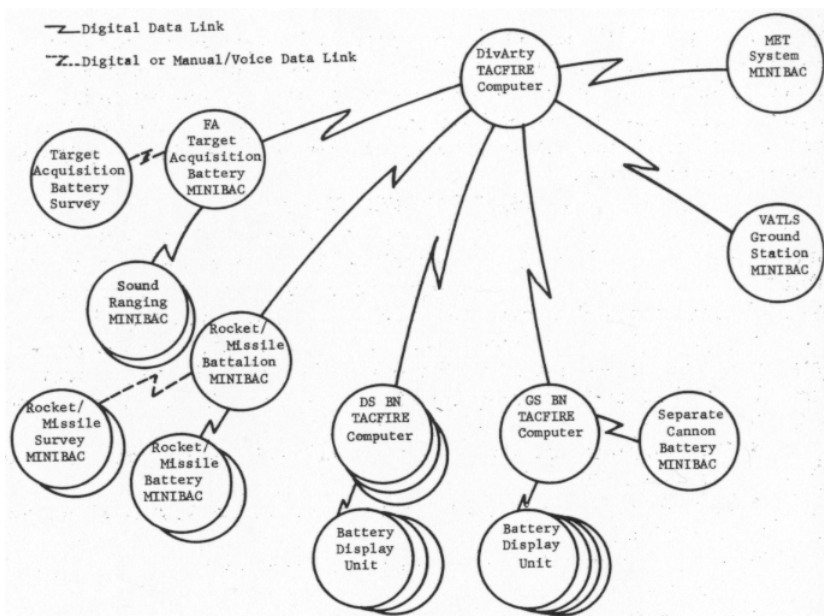 Digital Data Link
Digital or Manual/Voice Data Link
DivArty
TACFIRE
Computer
MET
System
MINIBAC
FA
Target
Acquisition
Battery
MINIBAC
Target
Acquisition
Battery
Survey
VATLS
Ground
Station
MINIBAC
Sound
Ranging
MINIBAC
Rocket/
Missile
Battalion
MINIBAC
Rocket/
Missile
Survey
MINIBAC
Rocket/
Missile
Battery
MINIBAC
DS BN
TACFIRE
Computer
GS BN
TACFIRE
Computer
Separate
Cannon
Battery
MINIBAC
Battery
Display
Unit
Battery
Display
Unit